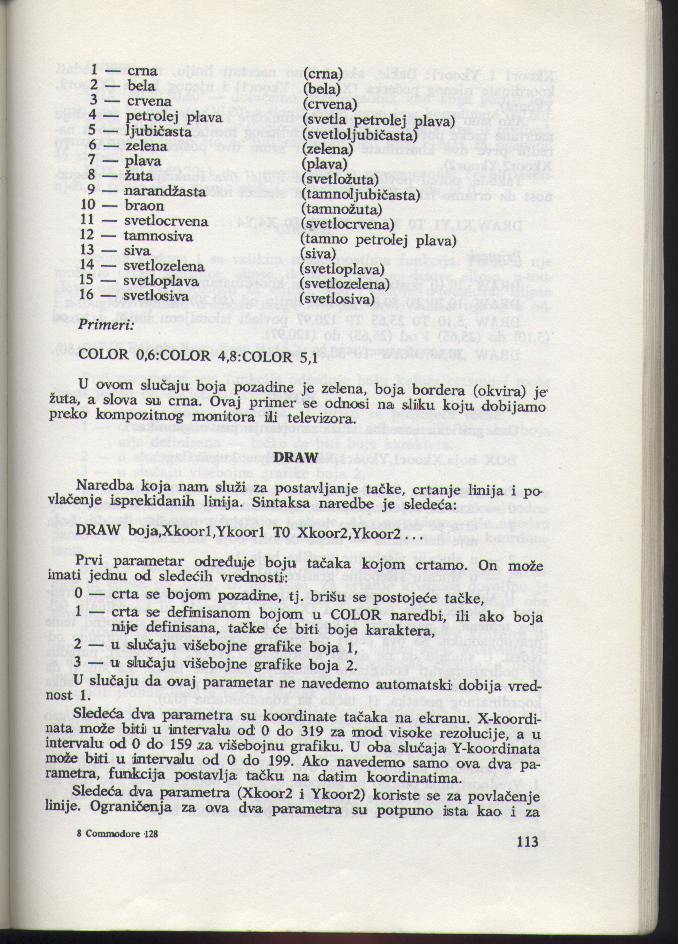 1 — crna (crna)
2 — bela (bela)
3 — crvena (crvena)
4 — petrolej plava (svetla petrolej plava)
5 — ljubičasta (svetloljubičasta)
6 — zelena (zelena)
7 — plava (plava)
8 — žuta (svetložuta)
9 — narandžasta (tamnoljubičasta)
10 — braon (tamnožuta)
11 — svetlocrvena (svetlocrvena)
12 — tamnosiva (tamno petrolej plava)
13 — siva (siva)
14 — svetlozelena (svetloplava)
15 — svetloplava (svetlozelena)
16 — svetlosiva (svetlosiva)
Primeri:
COLOR 0,6:COLOR 4,8:COLOR 5,1
U ovom slučaju boja pozadine je zelena, boja bordera (okvira) je
žuta, a slova su crna. Ovaj primer se odnosi na sliku koju dobijamo
preko kompozitnog monitora ili televizora.
DRAW
Naredba koja nam služi za postavljanje tačke, crtanje linija i po-
vlačenje isprekidanih linija. Sintaksa naredbe je sledeća:
DRAW boja,Xkoor1,Ykoor1 T0 Xkoor2,Ykoor2 ...
Prvi parametar određuje boju tačaka kojom crtamo. On može
imati jednu od sledećih vrednosti:
0 — crta se bojom pozadine, tj. brišu se postojeće tačke,
1 — crta se definisanom bojom u COLOR naredbi, ili ako boja
nije definisana, tačke će biti boje karaktera,
2 — u slučaju višebojne grafike boja 1,
3 — u slučaju višebojne grafike boja 2.
U slučaju da ovaj parametar ne navedemo automatski dobija vred-
nost 1.
Sledeća dva parametra su koordinate tačaka na ekranu. X-koordi-
nata može biti u intervalu od 0 do 319 za mod visoke rezolucije, a u
intervalu od 0 do 159 za višebojnu grafiku. U oba slučaja Y-koordinata
može biti u intervalu od 0 do 199. Ako navedemo samo ova dva pa-
rametra, funkcija postavlja tačku na datim koordinatima.
Sledeća dva parametra (Xkoor2 i Ykoor2) koriste se za povlačenje
linije. Ograničenja za ova dva parametra su potpuno ista kao i za
8 Commodore 128
113